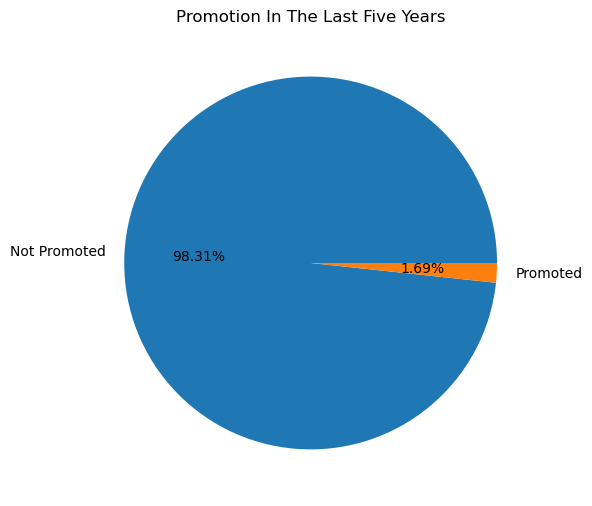 Promotion In The Last Five Years
Not Promoted
98.31%
1.69%
Promoted